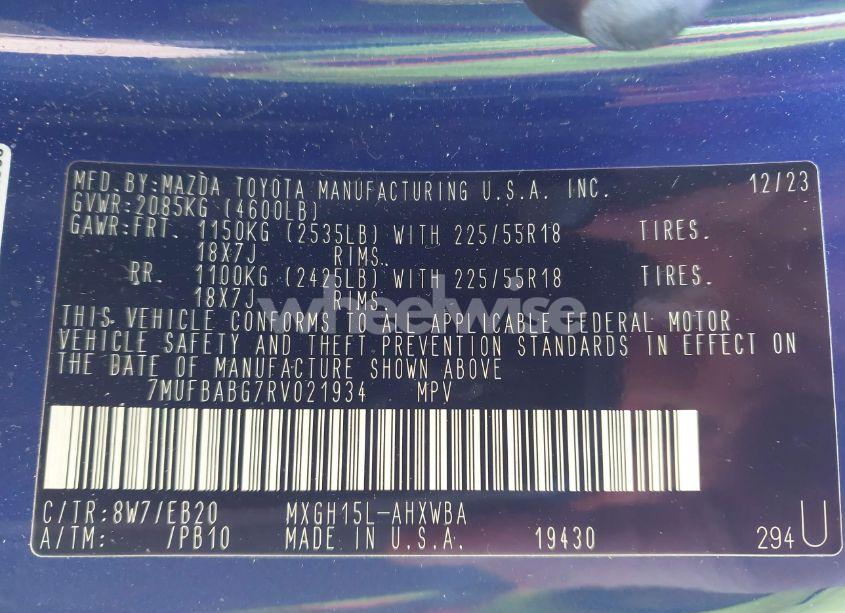 MFD.BY:MAZDA TOYOTA MANUFACTURING U.S.A. INC. 12/23
GVWR:2085KG (4600LB)
GAWR:FRT. 1150KG (2535LB) WITH 225/55R18 TIRES.
18X7J RIMS.
RR. 1100KG (2425LB) WITH 225/55R18 TIRES.
18X7J RIMS.
wheelwise
THIS VEHICLE CONFORMS TO ALL APPLICABLE FEDERAL MOTOR
VEHICLE SAFETY AND THEFT PREVENTION STANDARDS IN EFFECT ON
THE DATE OF MANUFACTURE SHOWN ABOVE
7MUFBABG7RV021934 MPV
C/TR:8W7/EB20 MXGH15L-AHXWBA
A/TM: /PB10 MADE IN U.S.A. 19430 294U